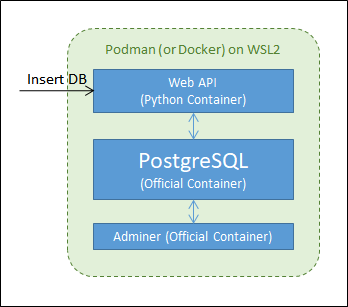 Podman (or Docker) on WSL2
Insert DB
Web API
(Python Container)
PostgreSQL
(Official Container)
Adminer (Official Container)